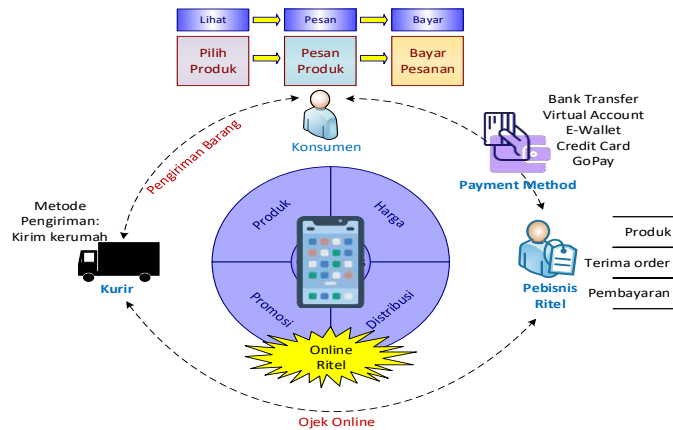 Lihat
Pesan
Bayar
Pilih
Produk
Pesan
Produk
Bayar
Pesanan
Konsumen
Bank Transfer
Virtual Account
E-Wallet
Credit Card
GoPay
Payment Method
Pengiriman Barang
Metode
Pengiriman:
Kirim kerumah
Kurir
Produk
Harga
Promosi
Distribusi
Online
Ritel
Pebisnis
Ritel
Produk
Terima order
Pembayaran
Ojek Online